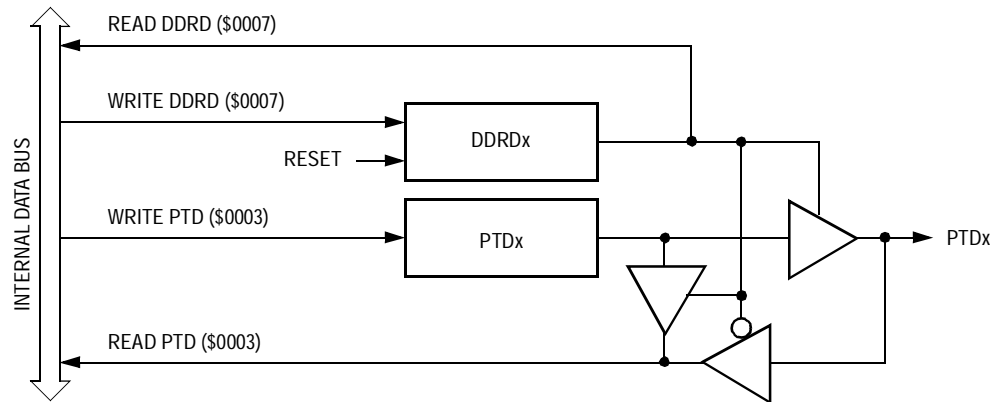 READ DDRD ($0007)
WRITE DDRD ($0007)
DDRDx
RESET
INTERNAL DATA BUS
WRITE PTD ($0003)
PTDx
PTDx
READ PTD ($0003)